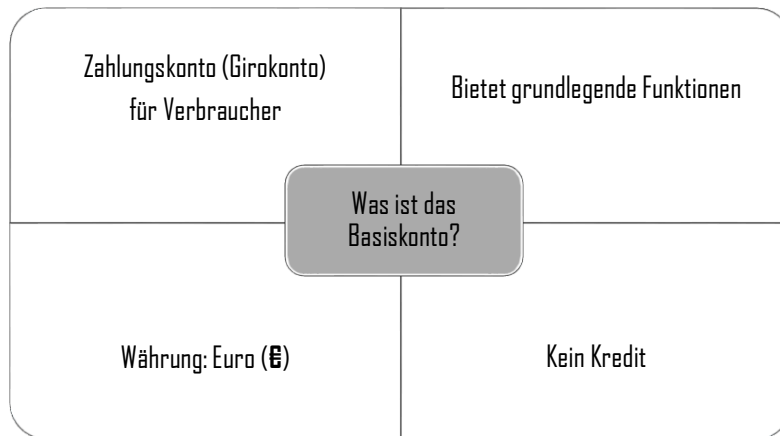 Zahlungskonto (Girokonto)
für Verbraucher
Bietet grundlegende Funktionen
Was ist das
Basiskonto?
Währung: Euro (€)
Kein Kredit